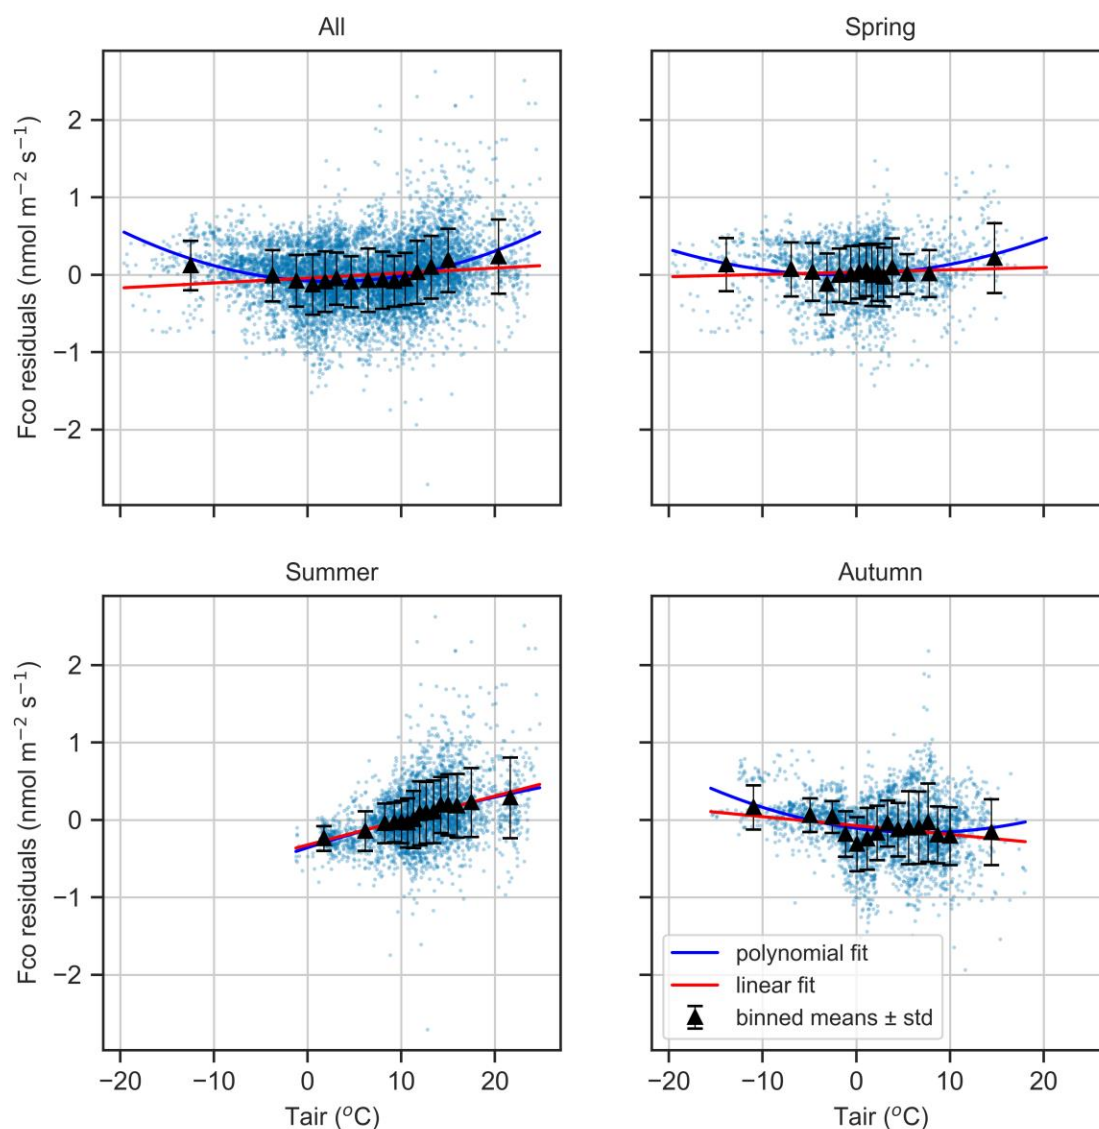 All
Spring
Fco residuals (nmol m⁻² s⁻¹)
2
1
0
−1
−2
Summer
Autumn
Fco residuals (nmol m⁻² s⁻¹)
2
1
0
−1
−2
polynomial fit
linear fit
binned means ± std
−20 −10 0 10 20
−20 −10 0 10 20
Tair (°C)
Tair (°C)